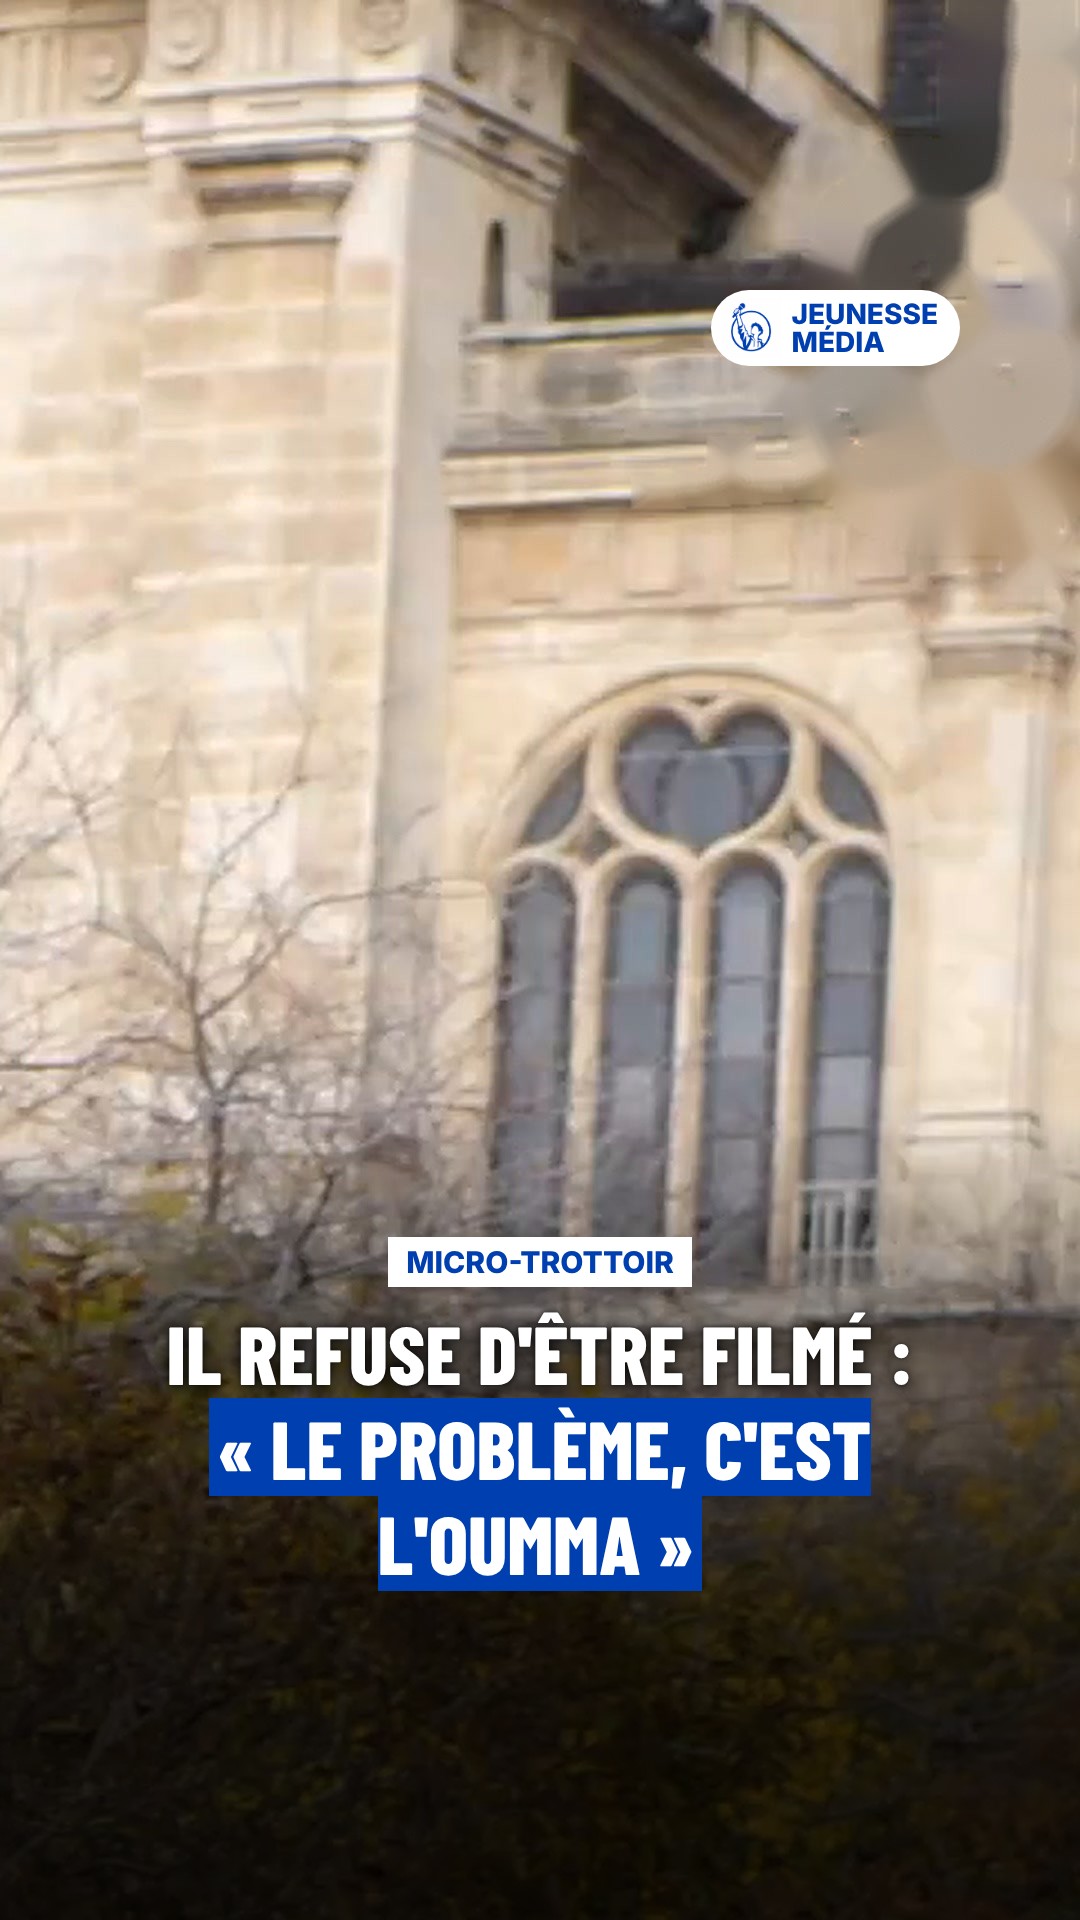 JEUNESSE
MÉDIA
MICRO-TROTTOIR
IL REFUSE D'ÊTRE FILMÉ :
« LE PROBLÈME, C'EST
L'OUMMA »